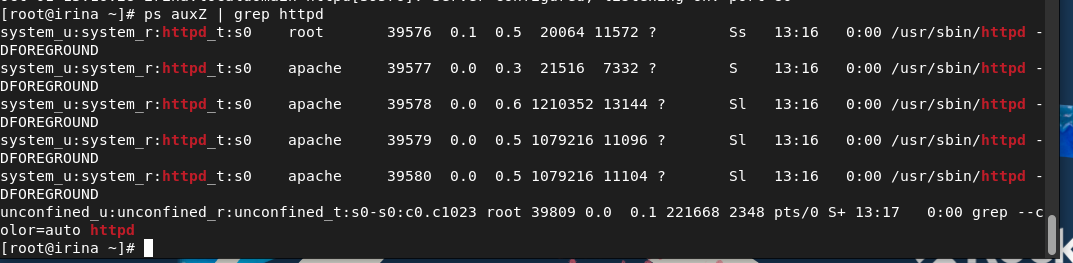 [root@irina ~]# ps auxZ | grep httpd
system_u:system_r:httpd_t:s0    root       39576  0.1  0.5  20064 11572 ?        Ss   13:16   0:00 /usr/sbin/httpd -
DFOREGROUND
system_u:system_r:httpd_t:s0    apache     39577  0.0  0.3  21516  7332 ?        S    13:16   0:00 /usr/sbin/httpd -
DFOREGROUND
system_u:system_r:httpd_t:s0    apache     39578  0.0  0.6 1210352 13144 ?       Sl   13:16   0:00 /usr/sbin/httpd -
DFOREGROUND
system_u:system_r:httpd_t:s0    apache     39579  0.0  0.5 1079216 11096 ?       Sl   13:16   0:00 /usr/sbin/httpd -
DFOREGROUND
system_u:system_r:httpd_t:s0    apache     39580  0.0  0.5 1079216 11104 ?       Sl   13:16   0:00 /usr/sbin/httpd -
DFOREGROUND
unconfined_u:unconfined_r:unconfined_t:s0-s0:c0.c1023 root 39809 0.0  0.1 221668 2348 pts/0 S+ 13:17   0:00 grep --c
olor=auto httpd
[root@irina ~]#